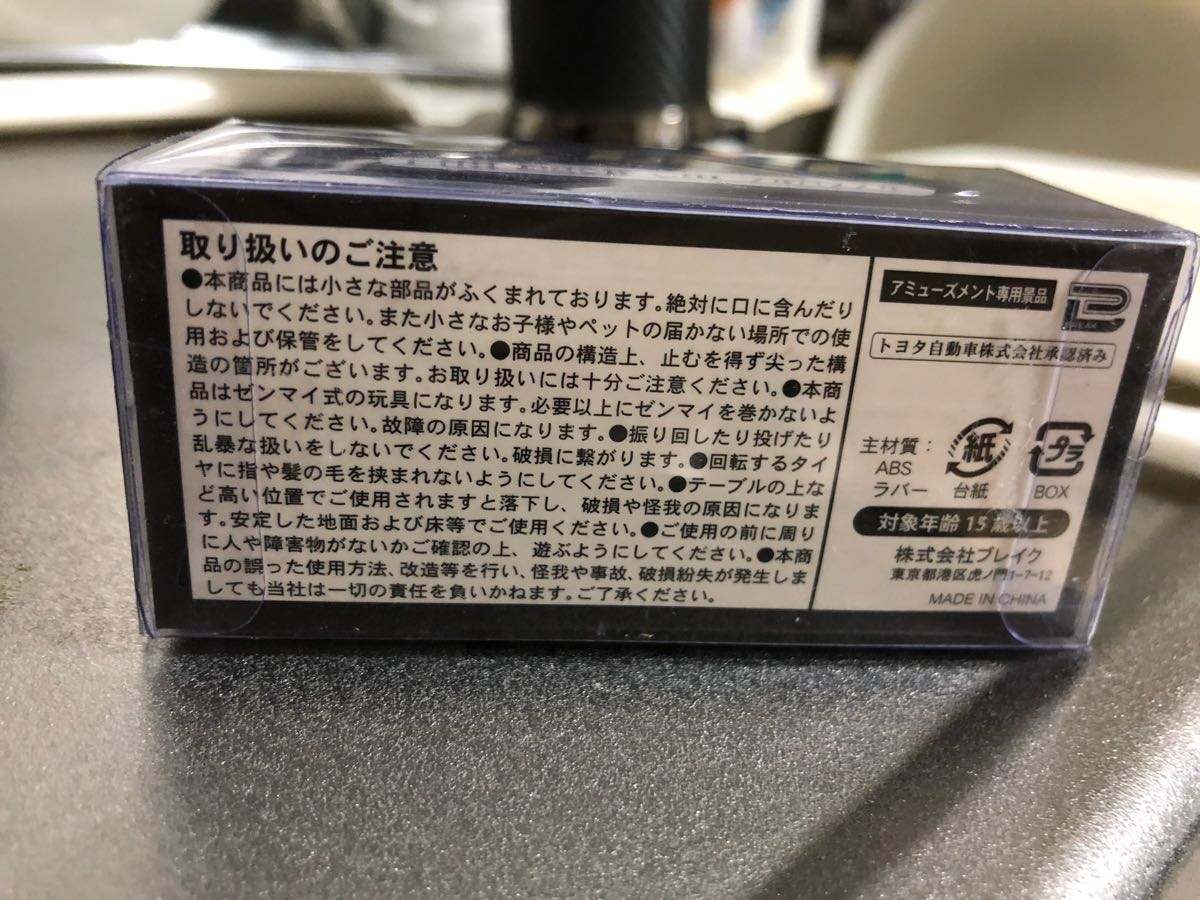 取り扱いのご注意
●本商品には小さな部品がふくまれております。絶対に口に含んだり
しないでください。また小さなお子様やペットの届かない場所での使
用および保管をしてください。●商品の構造上、止むを得ず尖った構
造の箇所がございます。お取り扱いには十分ご注意ください。●本商
品はゼンマイ式の玩具になります。必要以上にゼンマイを巻かないよ
うにしてください。故障の原因になります。●振り回したり投げたり
乱暴な扱いをしないでください。破損に繋がります。●回転するタイ
ヤに指や髪の毛を挟まれないようにしてください。●テーブルの上な
ど高い位置でご使用されますと落下し、破損や怪我の原因になりま
す。安定した地面および床等でご使用ください。●ご使用の前に周り
に人や障害物がないかご確認の上、遊ぶようにしてください。●本商
品の誤った使用方法、改造等を行い、怪我や事故、破損紛失が発生しま
しても当社は一切の責任を負いかねます。ご了承ください。
アミューズメント専用景品
トヨタ自動車株式会社承認済み
主材質:
ABS
ラバー
紙
台紙
プラ
BOX
対象年齢 15歳以上
株式会社ブレイク
東京都港区虎ノ門1-7-12
MADE IN CHINA